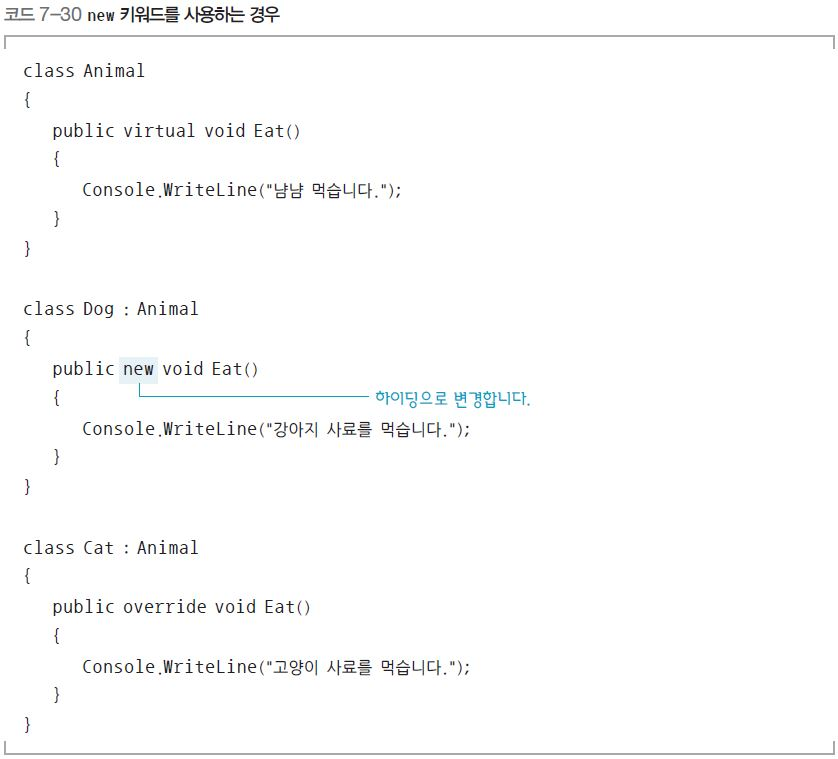 코드 7-30 new 키워드를 사용하는 경우
class Animal
{
public virtual void Eat()
{
Console.WriteLine("냠냠 먹습니다.");
}
}
class Dog : Animal
{
public new void Eat()
{ 하이딩으로 변경합니다.
Console.WriteLine("강아지 사료를 먹습니다.");
}
}
class Cat : Animal
{
public override void Eat()
{
Console.WriteLine("고양이 사료를 먹습니다.");
}
}